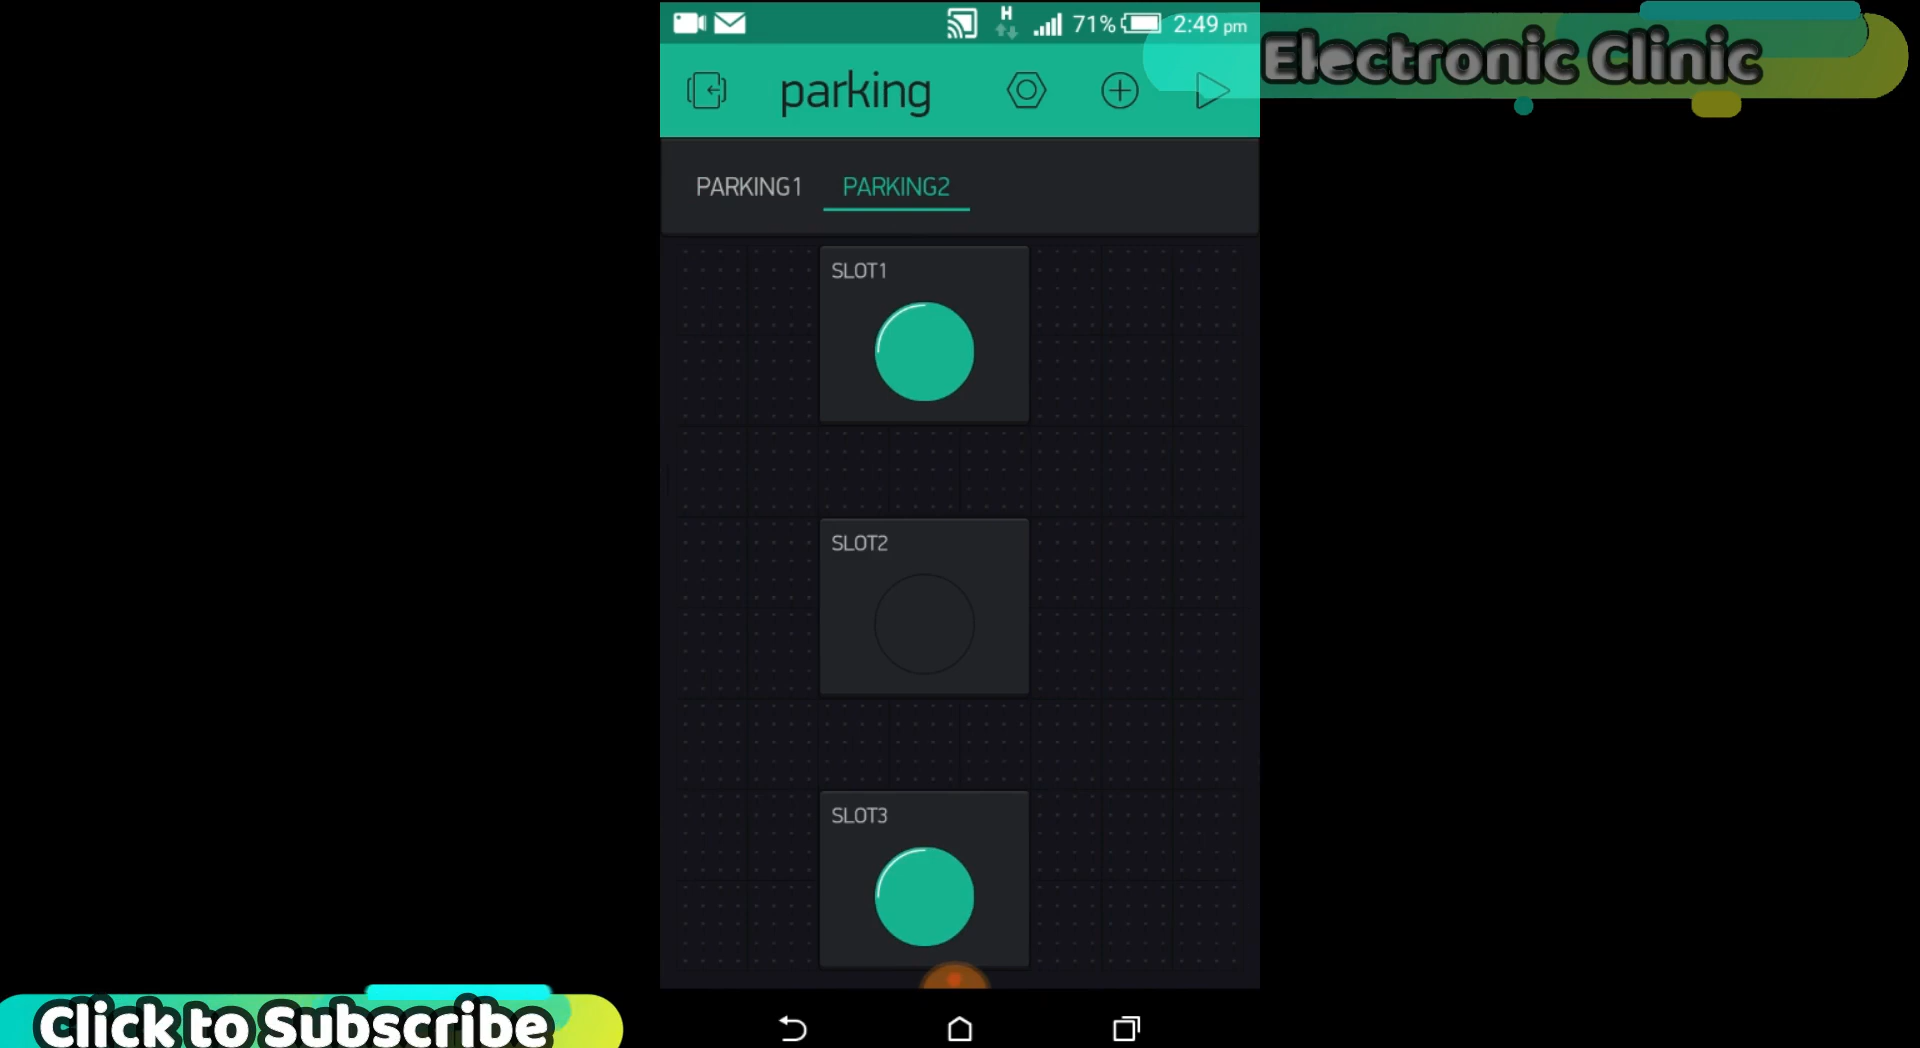 H
71%
2:49 pm
Electronic Clinic
parking
PARKING1
PARKING2
SLOT1
SLOT2
SLOT3
Click to Subscribe